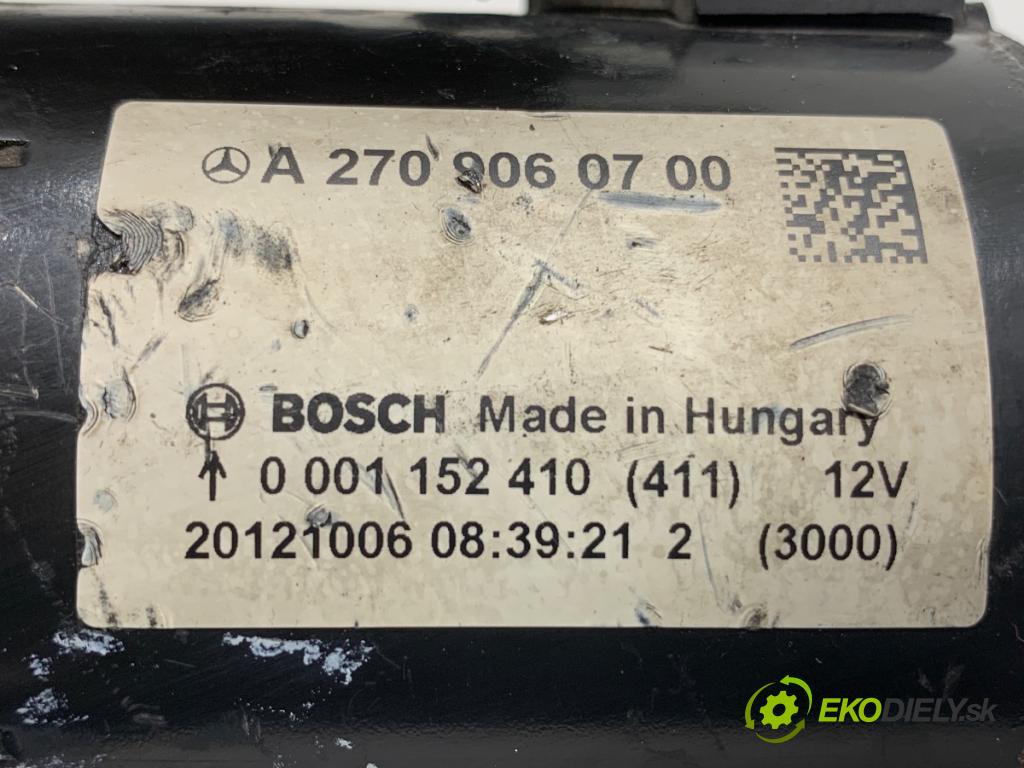 A 270 906 07 00
BOSCH Made in Hungary
0 001 152 410 (411) 12V
20121006 08:39:21 2 (3000)
EKODIELY.sk